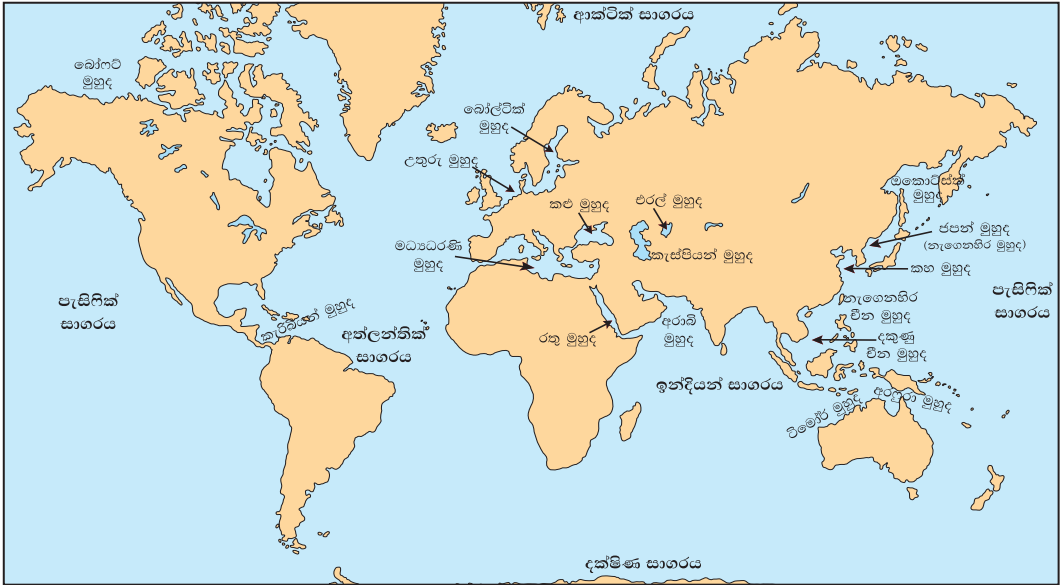 ආක්ටික් සාගරය
බෝෆට්
මුහුද
බෝල්ටික්
මුහුද
උතුරු මුහුද
කළු මුහුද
එරල් මුහුද
ඔකොට්ස්ක්
මුහුද
ජපන් මුහුද
(නැගෙනහිර මුහුද)
මධ්‍යධරණි
මුහුද
කැස්පියන් මුහුද
කහ මුහුද
පැසිෆික්
සාගරය
කැරිබියන් මුහුද
අත්ලන්තික්
සාගරය
රතු මුහුද
අරාබි
මුහුද
නැගෙනහිර
චීන මුහුද
පැසිෆික්
සාගරය
දකුණු
චීන මුහුද
ඉන්දියන් සාගරය
ටිමෝර් මුහුද
අරෆුරා මුහුද
දක්ෂිණ සාගරය